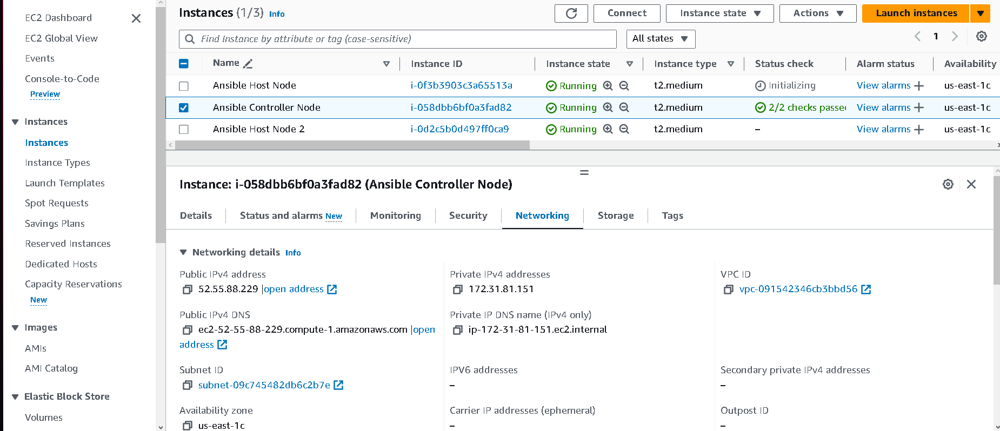 EC2 Dashboard
EC2 Global View
Events
Console-to-Code
Preview
Instances
Instances
Instance Types
Launch Templates
Spot Requests
Savings Plans
Reserved Instances
Dedicated Hosts
Capacity Reservations
New
Images
AMIs
AMI Catalog
Elastic Block Store
Volumes
Instances (1/3) Info
Connect
Instance state
Actions
Launch instances
Find Instance by attribute or tag (case-sensitive)
All states
1
Name Instance ID Instance state Instance type Status check Alarm status Availability
Ansible Host Node i-0f3b3903c3a65513a Running t2.medium Initializing View alarms + us-east-1c
Ansible Controller Node i-058dbb6bf0a3fad82 Running t2.medium 2/2 checks passed View alarms + us-east-1c
Ansible Host Node 2 i-0d2c5b0d497ff0ca9 Running t2.medium – View alarms + us-east-1c
Instance: i-058dbb6bf0a3fad82 (Ansible Controller Node)
Details Status and alarms New Monitoring Security Networking Storage Tags
Networking details Info
Public IPv4 address
52.55.88.229 |open address
Private IPv4 addresses
172.31.81.151
VPC ID
vpc-091542346cb3bbd56
Public IPv4 DNS
ec2-52-55-88-229.compute-1.amazonaws.com |open
address
Private IP DNS name (IPv4 only)
ip-172-31-81-151.ec2.internal
Subnet ID
subnet-09c745482db6c2b7e
IPV6 addresses
–
Secondary private IPv4 addresses
–
Availability zone
us-east-1c
Carrier IP addresses (ephemeral)
–
Outpost ID
–